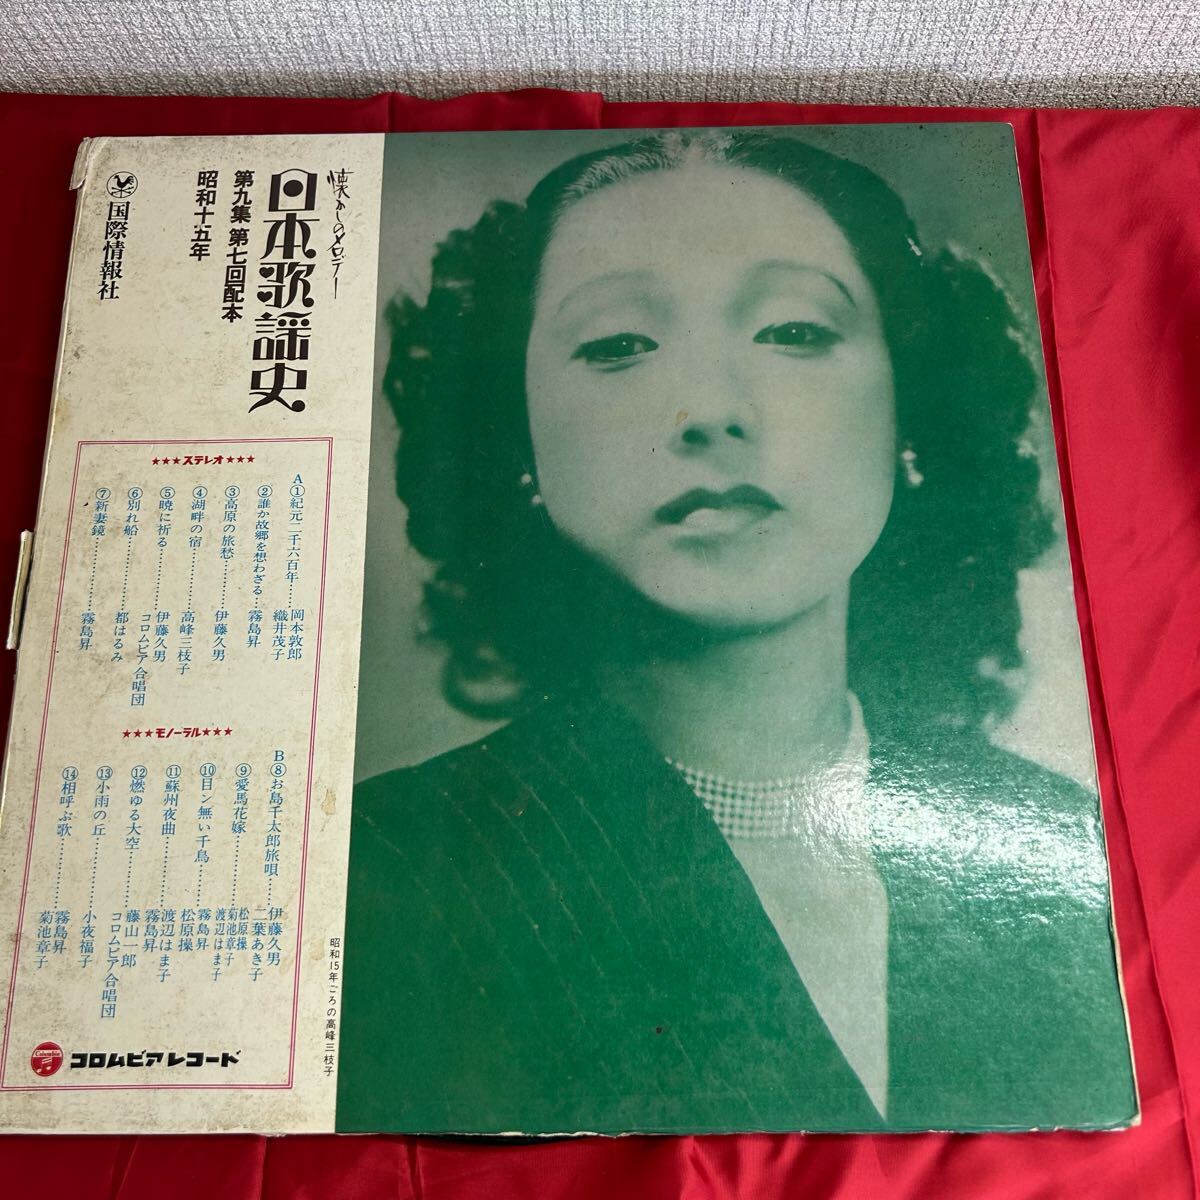 懐かしのメロディー
日本歌謡史
第九集 第七回配本
昭和十五年
国際情報社
★★★ステレオ★★★
A①紀元二千六百年……岡本敦郎
織井茂子
②誰か故郷を想わざる…霧島昇
③高原の旅愁…………伊藤久男
④湖畔の宿…………高峰三枝子
⑤暁に祈る…………伊藤久男
コロムビア合唱団
⑥別れ船…………都はるみ
⑦新妻鏡…………霧島昇
★★★モノーラル★★★
B⑧お島千太郎旅唄…伊藤久男
二葉あき子
⑨愛馬花嫁………松原操
菊池章子
渡辺はま子
⑩目ン無い千鳥……霧島昇
松原操
⑪蘇州夜曲………渡辺はま子
霧島昇
⑫燃ゆる大空………藤山一郎
コロムビア合唱団
⑬小雨の丘…………小夜福子
⑭相呼ぶ歌…………霧島昇
菊池章子
Columbia
コロムビアレコード
昭和15年ごろの高峰三枝子